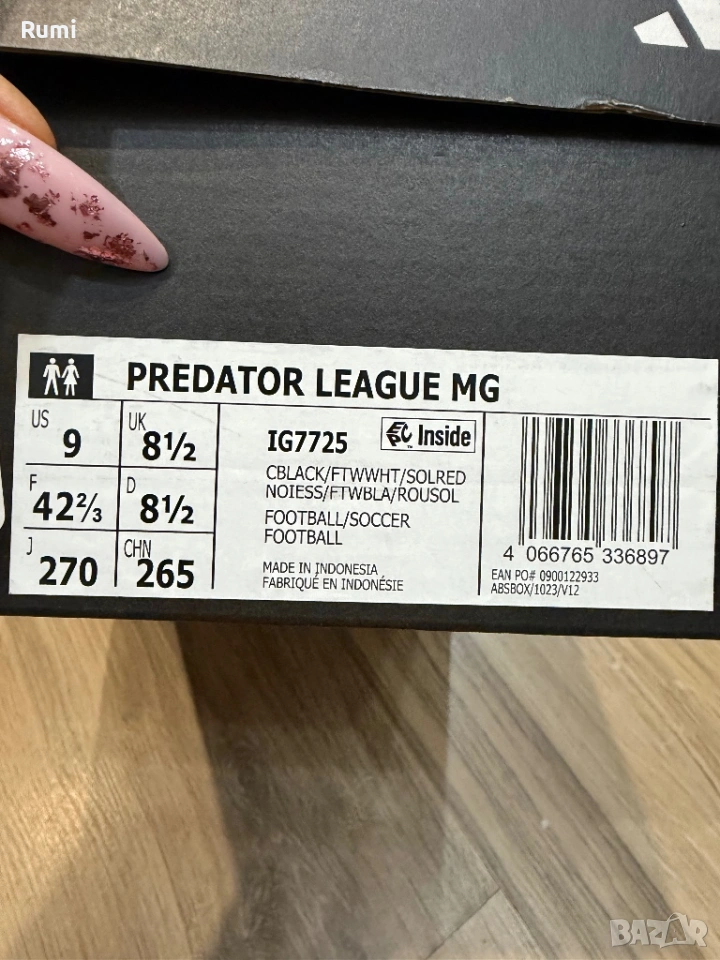 Rumi
PREDATOR LEAGUE MG
US 9
UK 8½
F 42⅔
D 8½
J 270
CHN 265
IG7725
Inside
CBLACK/FTWWHT/SOLRED
NOIESS/FTWBLA/ROUSOL
FOOTBALL/SOCCER
FOOTBALL
MADE IN INDONESIA
FABRIQUÉ EN INDONÉSIE
4 066765 336897
EAN PO# 0900122933
ABSBOX/1023/V12
BAZAR